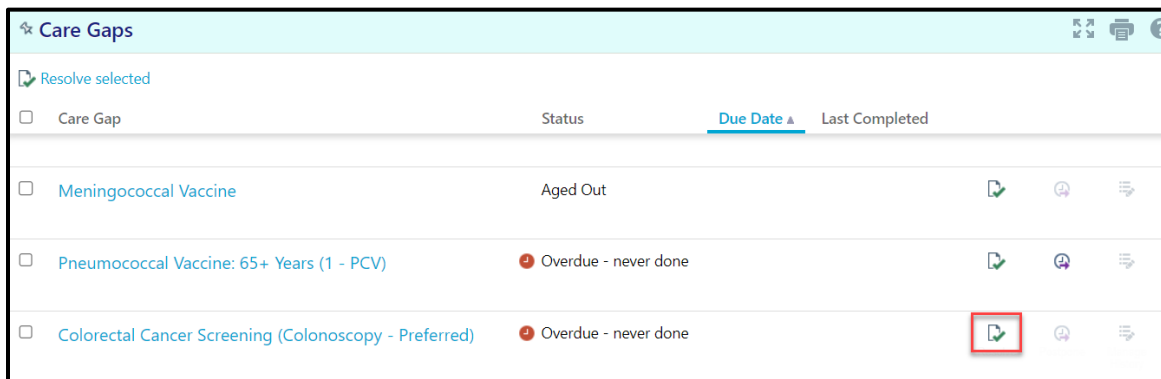 Care Gaps
Resolve selected
Care Gap Status Due Date Last Completed
Meningococcal Vaccine Aged Out
Pneumococcal Vaccine: 65+ Years (1 - PCV) Overdue - never done
Colorectal Cancer Screening (Colonoscopy - Preferred) Overdue - never done